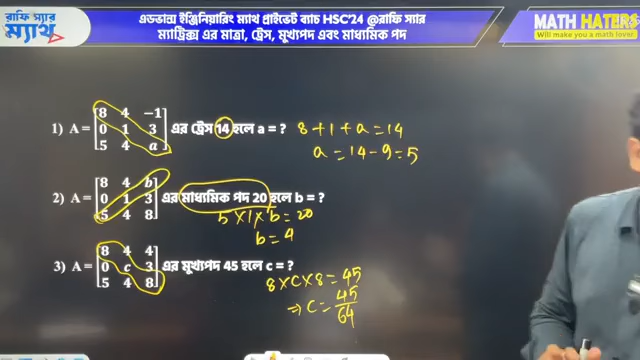 রাফি স্যার
ম্যাথ
এডভান্স ইঞ্জিনিয়ারিং ম্যাথ প্রাইভেট ব্যাচ HSC'24 @রাফি স্যার
ম্যাট্রিক্স এর মাত্রা, ট্রেস, মুখ্যপদ এবং মাধ্যমিক পদ
MATH HATERS
Will make you a math lover.
1) A = [8 4 −1
0 1 3
5 4 a] এর ট্রেস 14 হলে a = ?
8+1+a=14
a = 14-9=5
2) A = [8 4 b
0 1 3
5 4 8] এর মাধ্যমিক পদ 20 হলে b = ?
5×1×b=20
b=4
3) A = [8 4 4
0 c 3
5 4 8] এর মুখ্যপদ 45 হলে c = ?
8×c×8=45
⇒ c=45/64